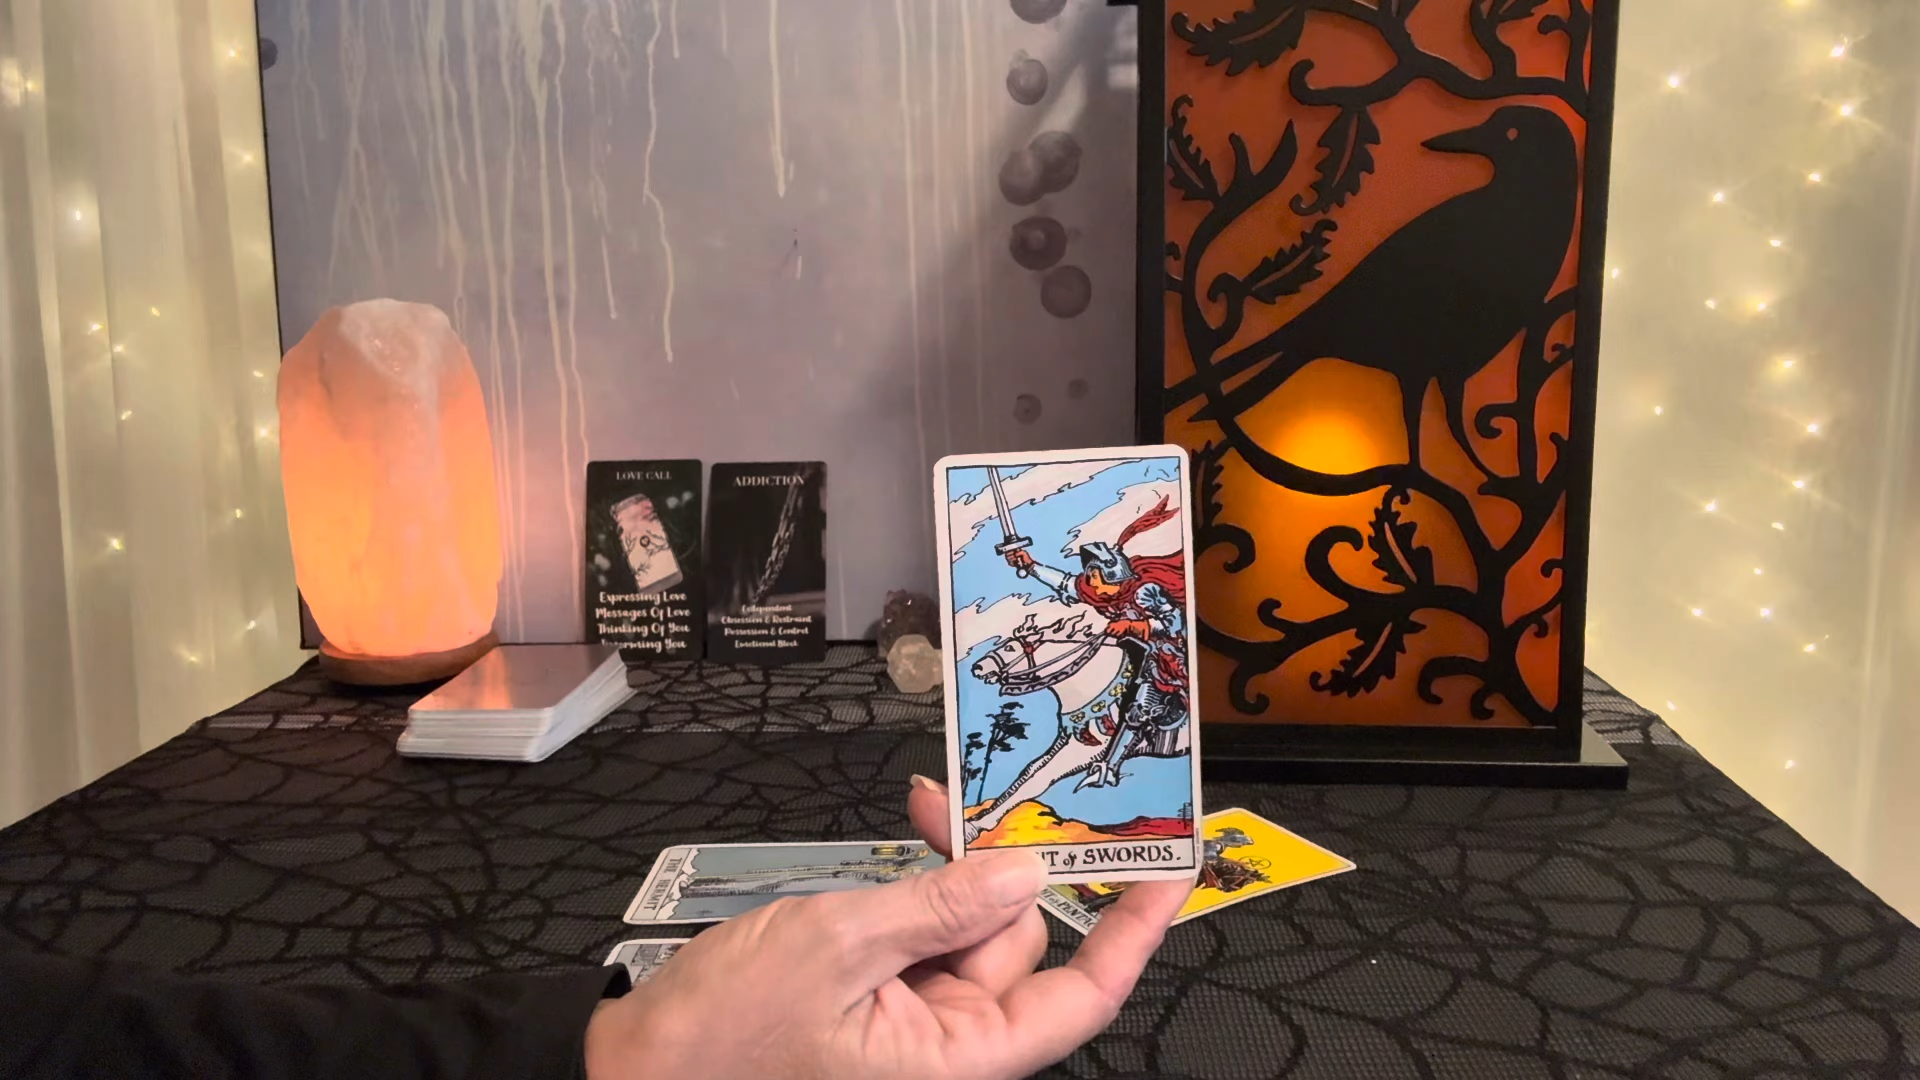 LOVE CALL
Expressing Love
Messages Of Love
Thinking Of You
ADDICTION
Codependent
Obsession & Restraint
Possession & Control
Emotional Block
OF SWORDS.
THE HERMIT